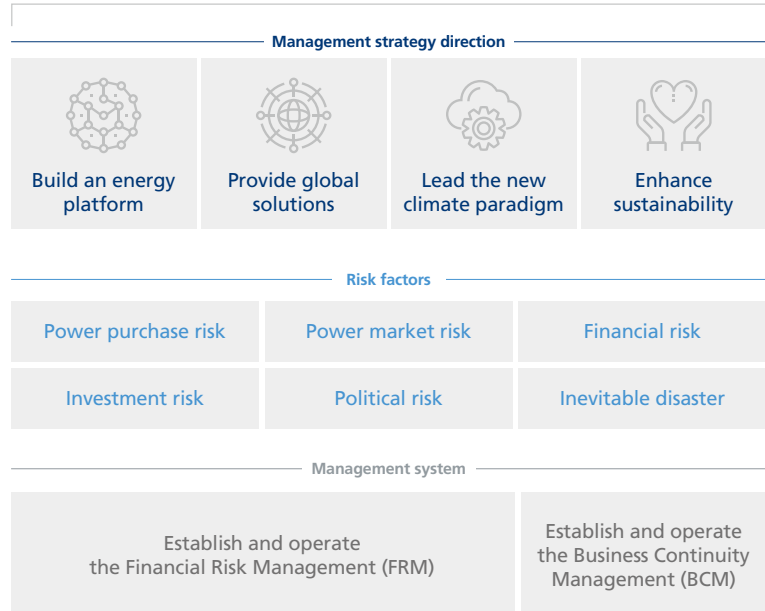 Management strategy direction
Build an energy
platform
Provide global
solutions
Lead the new
climate paradigm
Enhance
sustainability
Risk factors
Power purchase risk
Power market risk
Financial risk
Investment risk
Political risk
Inevitable disaster
Management system
Establish and operate
the Financial Risk Management (FRM)
Establish and operate
the Business Continuity
Management (BCM)